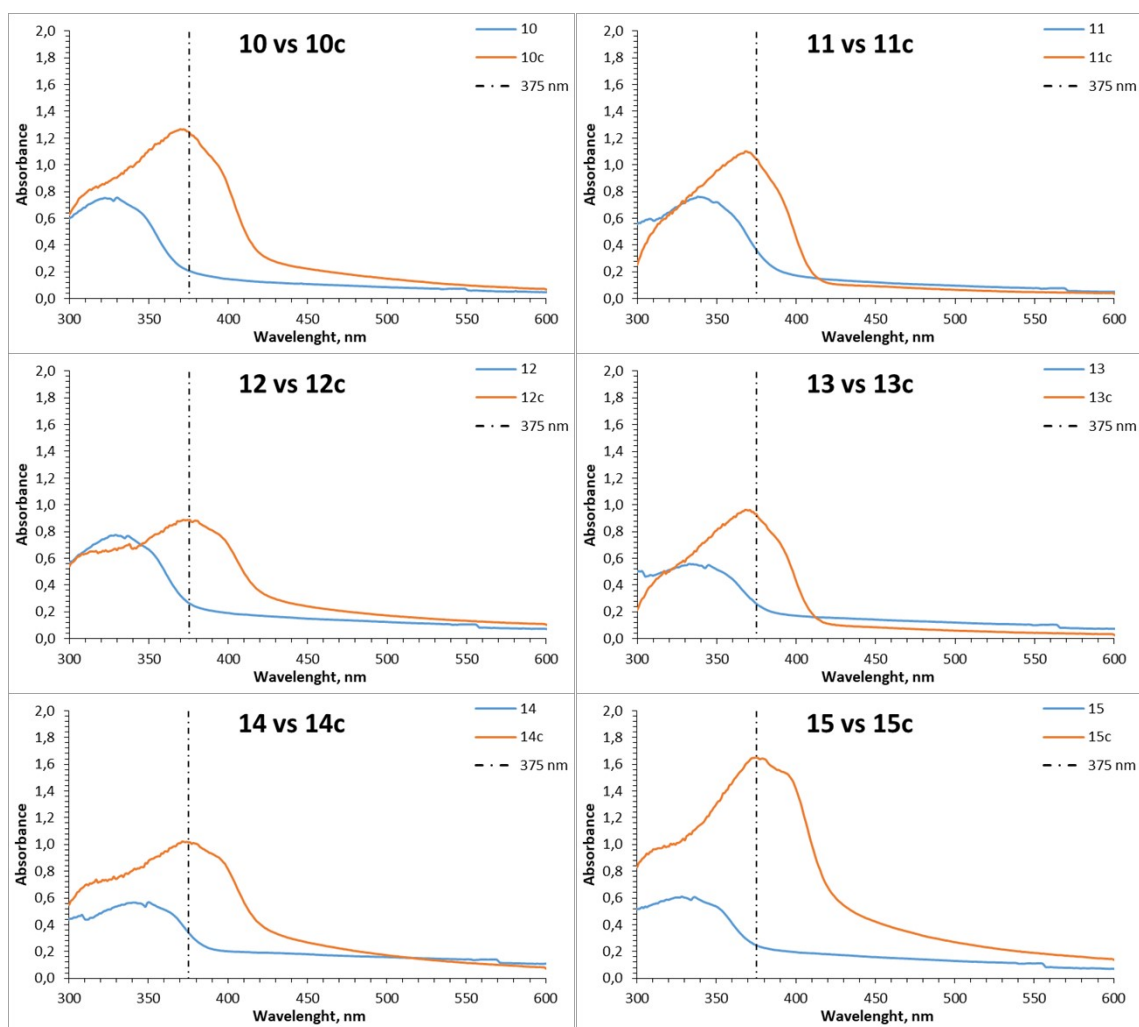 10 vs 10c
10
10c
375 nm
2,0
1,8
1,6
1,4
1,2
1,0
0,8
0,6
0,4
0,2
0,0
Absorbance
300 350 400 450 500 550 600
Wavelenght, nm
11 vs 11c
11
11c
375 nm
2,0
1,8
1,6
1,4
1,2
1,0
0,8
0,6
0,4
0,2
0,0
Absorbance
300 350 400 450 500 550 600
Wavelenght, nm
12 vs 12c
12
12c
375 nm
2,0
1,8
1,6
1,4
1,2
1,0
0,8
0,6
0,4
0,2
0,0
Absorbance
300 350 400 450 500 550 600
Wavelenght, nm
13 vs 13c
13
13c
375 nm
2,0
1,8
1,6
1,4
1,2
1,0
0,8
0,6
0,4
0,2
0,0
Absorbance
300 350 400 450 500 550 600
Wavelenght, nm
14 vs 14c
14
14c
375 nm
2,0
1,8
1,6
1,4
1,2
1,0
0,8
0,6
0,4
0,2
0,0
Absorbance
300 350 400 450 500 550 600
Wavelenght, nm
15 vs 15c
15
15c
375 nm
2,0
1,8
1,6
1,4
1,2
1,0
0,8
0,6
0,4
0,2
0,0
Absorbance
300 350 400 450 500 550 600
Wavelenght, nm